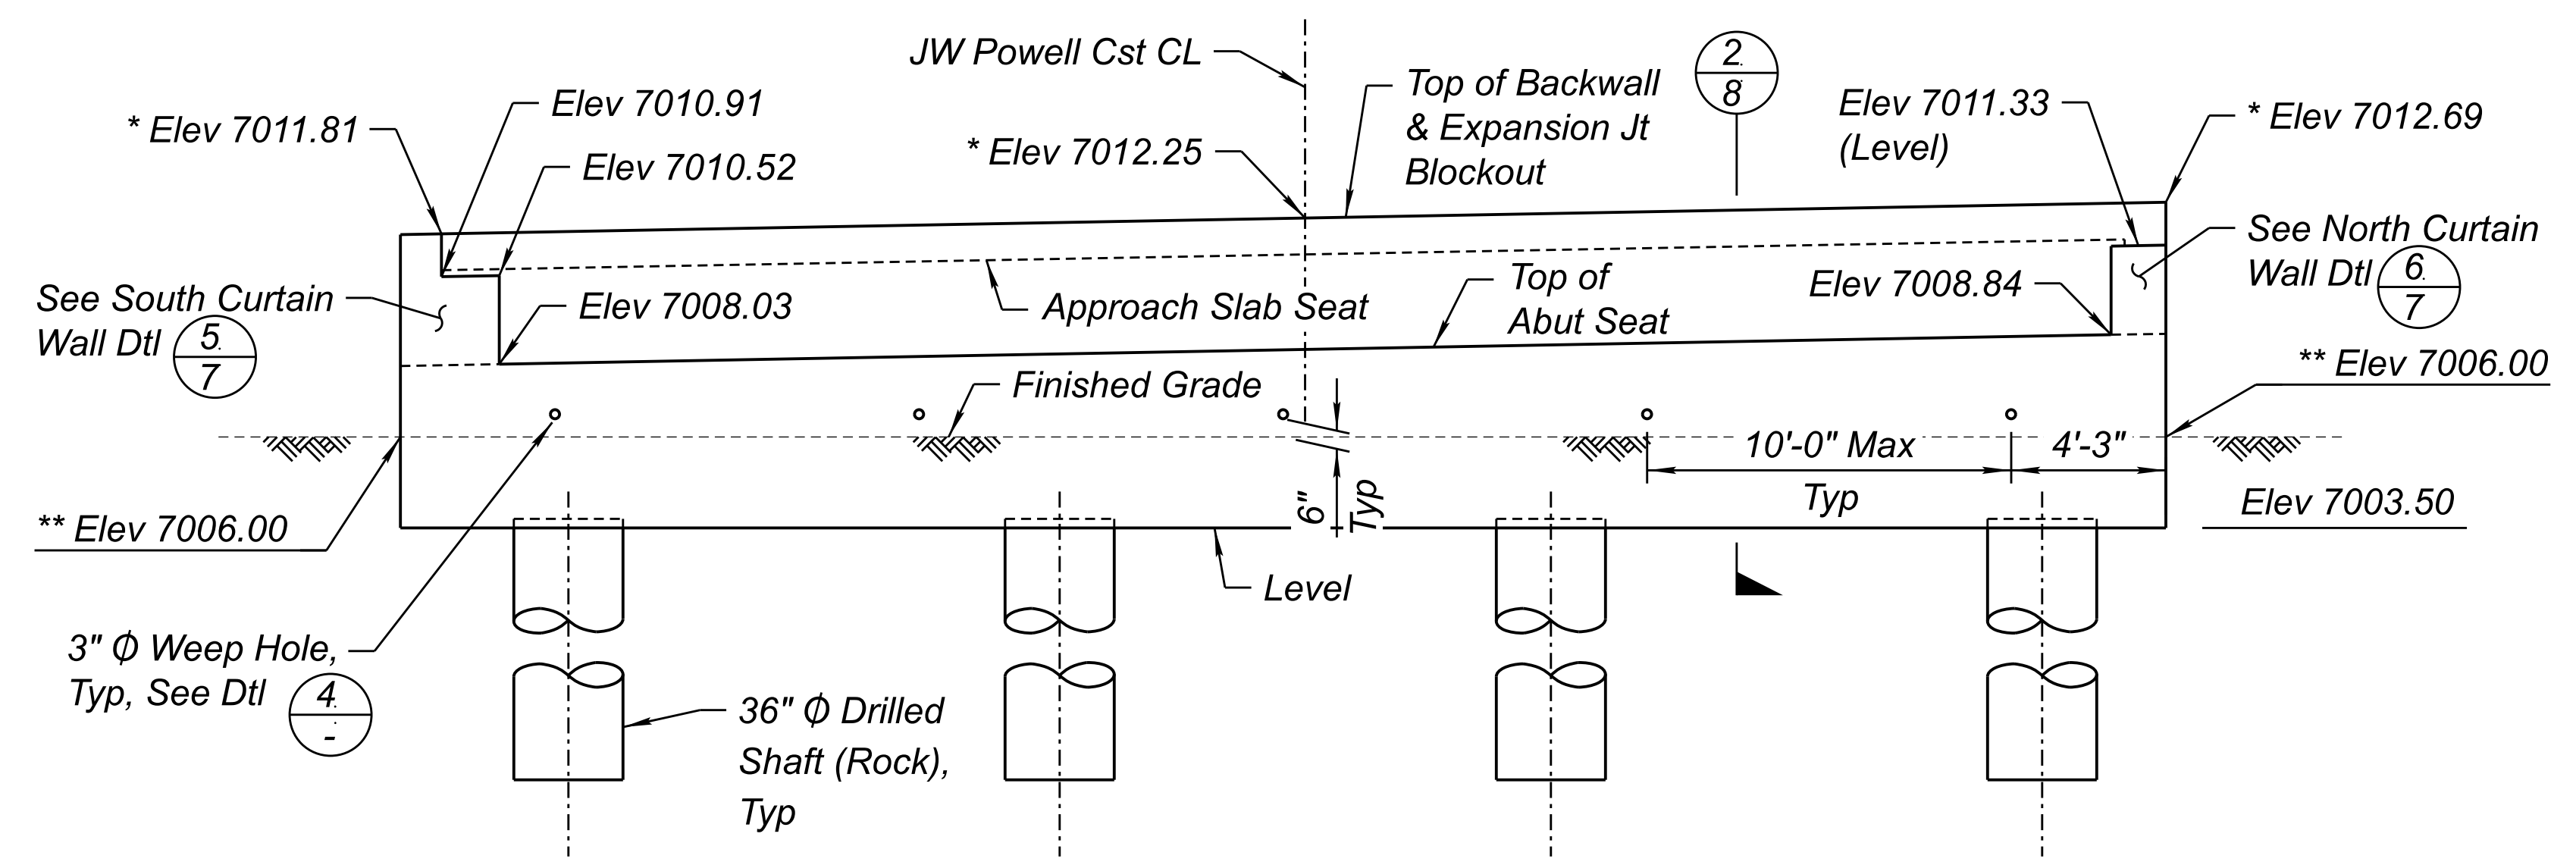 JW Powell Cst CL
Top of Backwall
& Expansion Jt
Blockout
2
8
Elev 7010.91
* Elev 7011.81
Elev 7010.52
* Elev 7012.25
Elev 7011.33
(Level)
* Elev 7012.69
See South Curtain
Wall Dtl
5
7
Elev 7008.03
Approach Slab Seat
Top of
Abut Seat
Elev 7008.84
See North Curtain
Wall Dtl
6
7
** Elev 7006.00
Finished Grade
10'-0" Max
Typ
4'-3"
6"
Typ
Elev 7003.50
** Elev 7006.00
Level
3" Φ Weep Hole,
Typ, See Dtl
4
-
36" Φ Drilled
Shaft (Rock),
Typ